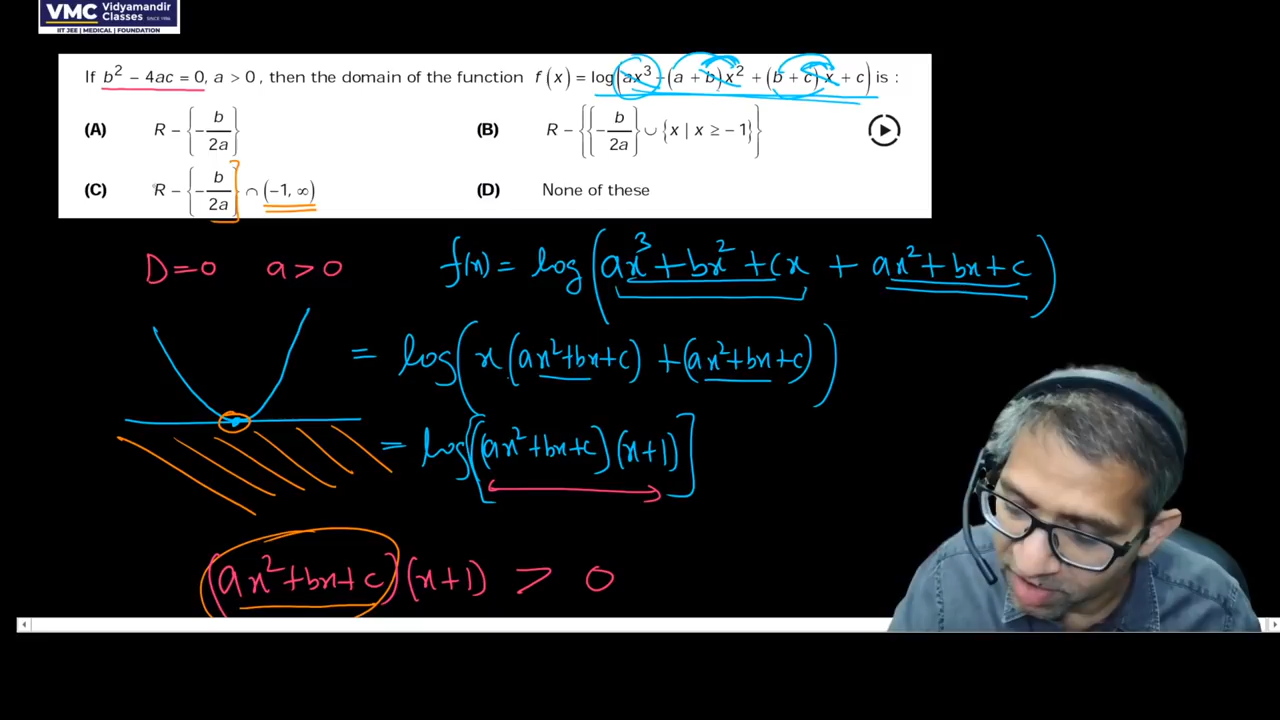 VMC Vidyamandir Classes SINCE 1986
IIT JEE | MEDICAL | FOUNDATION
If b² − 4ac = 0, a > 0, then the domain of the function f(x) = log(ax³ + (a + b)x² + (b + c)x + c) is :
(A) R − {−b/2a} (B) R − {{−b/2a} ∪ {x | x ≥ −1}}
(C) R − {−b/2a} ∩ (−1, ∞) (D) None of these
D = 0 a > 0 f(x) = log(ax³ + bx² + cx + ax² + bx + c)
= log(x(ax² + bx + c) + (ax² + bx + c))
= log[(ax² + bx + c)(x + 1)]
(ax² + bx + c)(x + 1) > 0